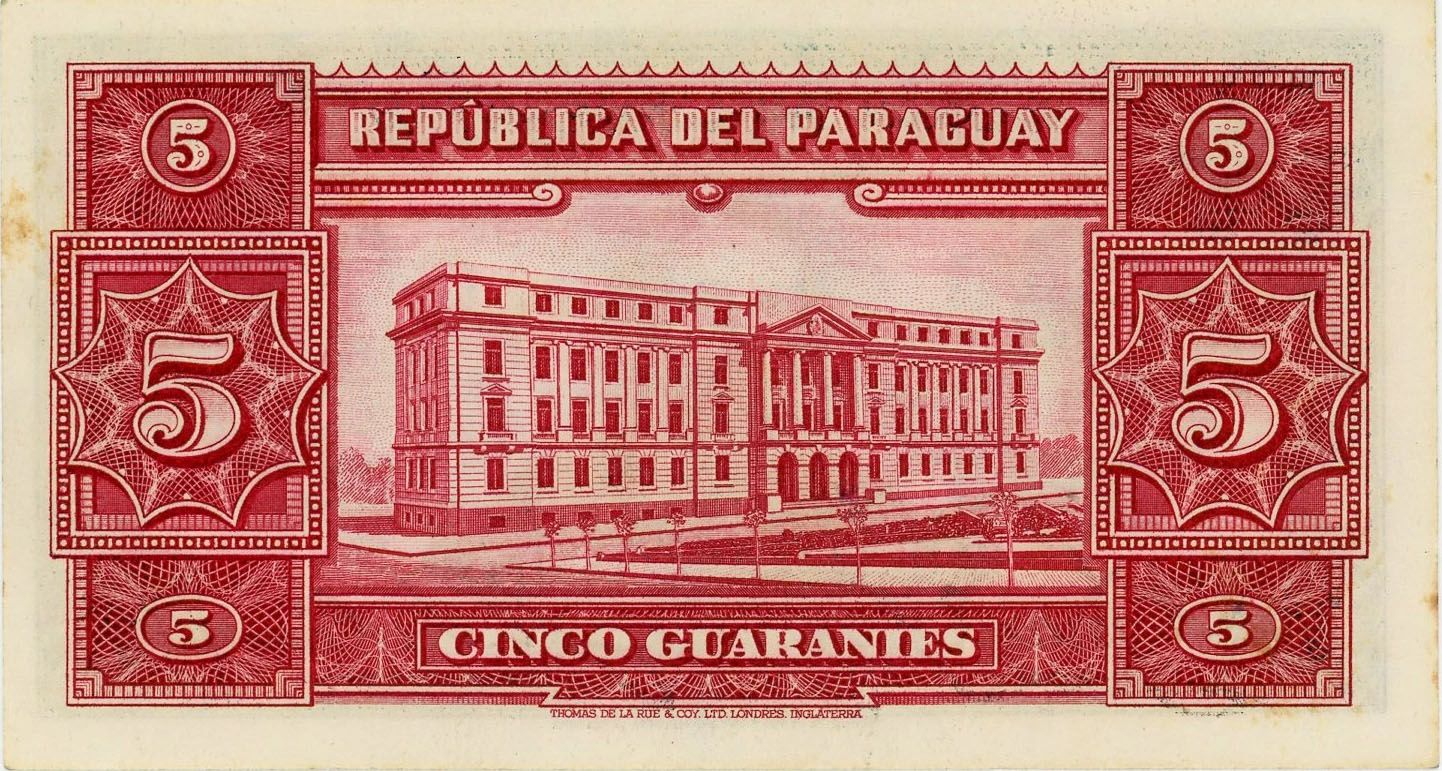 5 5
REPÚBLICA DEL PARAGUAY
5 5
5 5
CINCO GUARANIES
THOMAS DE LA RUE & COY. LTD. LONDRES. INGLATERRA